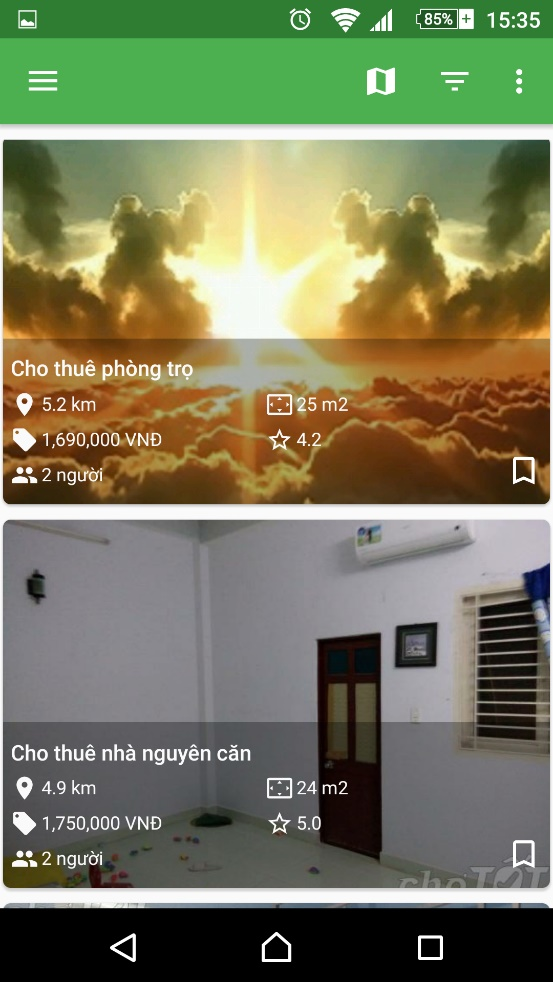 85%
15:35
Cho thuê phòng trọ
5.2 km
25 m2
1,690,000 VNĐ
4.2
2 người
Cho thuê nhà nguyên căn
4.9 km
24 m2
1,750,000 VNĐ
5.0
2 người
choTỐT